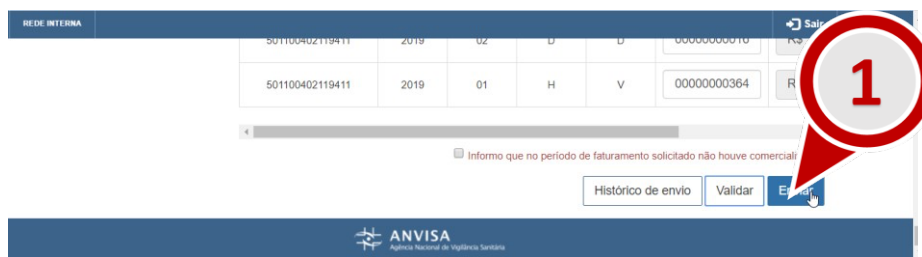 REDE INTERNA
Sair
501100402119411 2019 02 D D 00000000016 R$
501100402119411 2019 01 H V 00000000364 R
1
Informo que no período de faturamento solicitado não houve
Histórico de envio Validar
ANVISA
Agência Nacional de Vigilância Sanitária